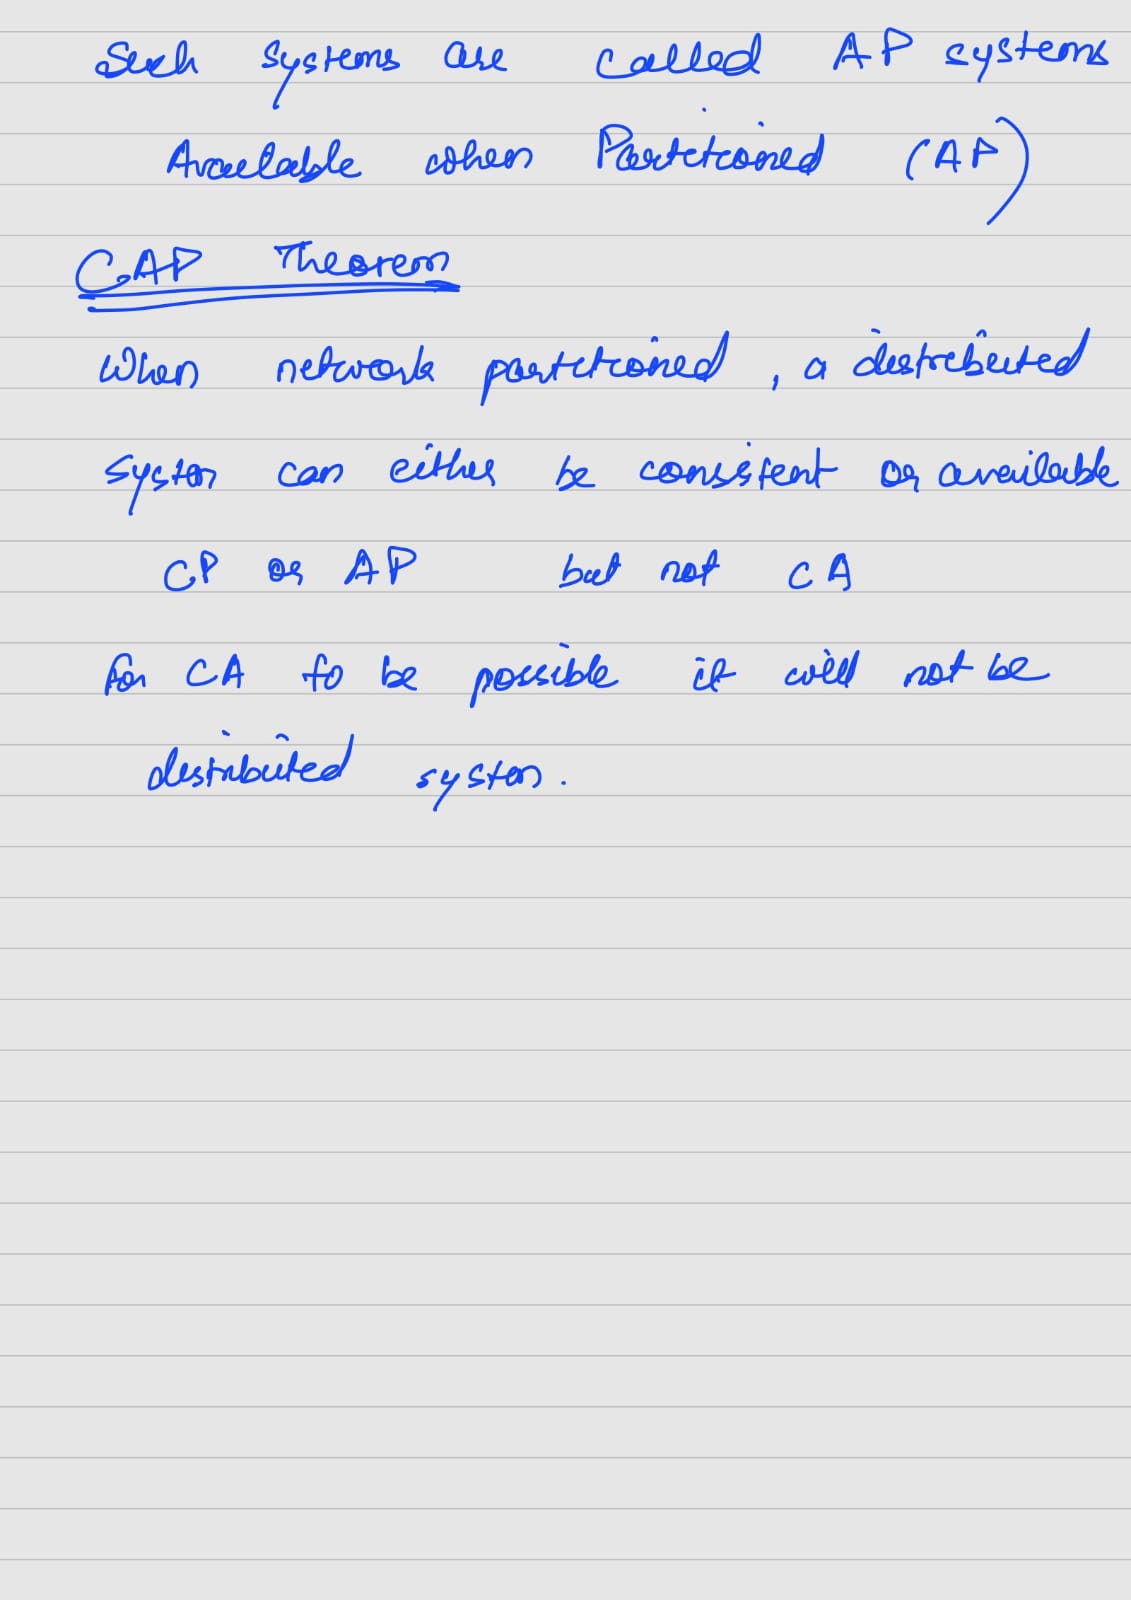 Such systems are called AP systems
Available when Partitioned (AP)
CAP Theorem
When network partitioned, a distributed
system can either be consistent or available
CP or AP but not CA
for CA to be possible it will not be
distributed system.